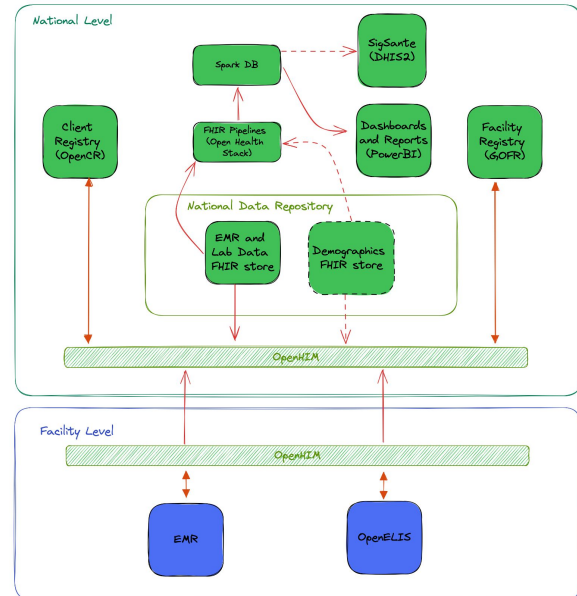 National Level
SigSante
(DHIS2)
Spark DB
Client
Registry
(OpenCR)
FHIR Pipelines
(Open Health
Stack)
Dashboards
and Reports
(PowerBI)
Facility
Registry
(GOFR)
National Data Repository
EMR and
Lab Data
FHIR store
Demographics
FHIR store
OpenHIM
Facility Level
OpenHIM
EMR
OpenELIS